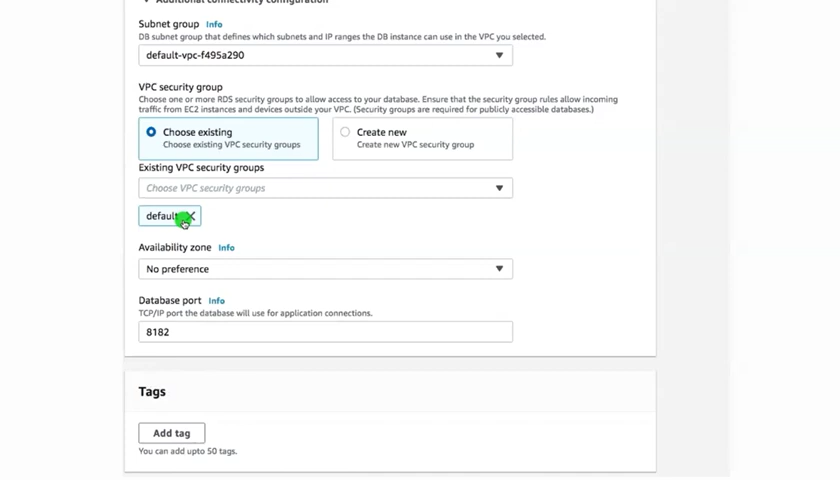 Additional connectivity configuration
Subnet group Info
DB subnet group that defines which subnets and IP ranges the DB instance can use in the VPC you selected.
default-vpc-f495a290
VPC security group
Choose one or more RDS security groups to allow access to your database. Ensure that the security group rules allow incoming
traffic from EC2 instances and devices outside your VPC. (Security groups are required for publicly accessible databases.)
Choose existing
Choose existing VPC security groups
Create new
Create new VPC security group
Existing VPC security groups
Choose VPC security groups
default
Availability zone Info
No preference
Database port Info
TCP/IP port the database will use for application connections.
8182
Tags
Add tag
You can add upto 50 tags.